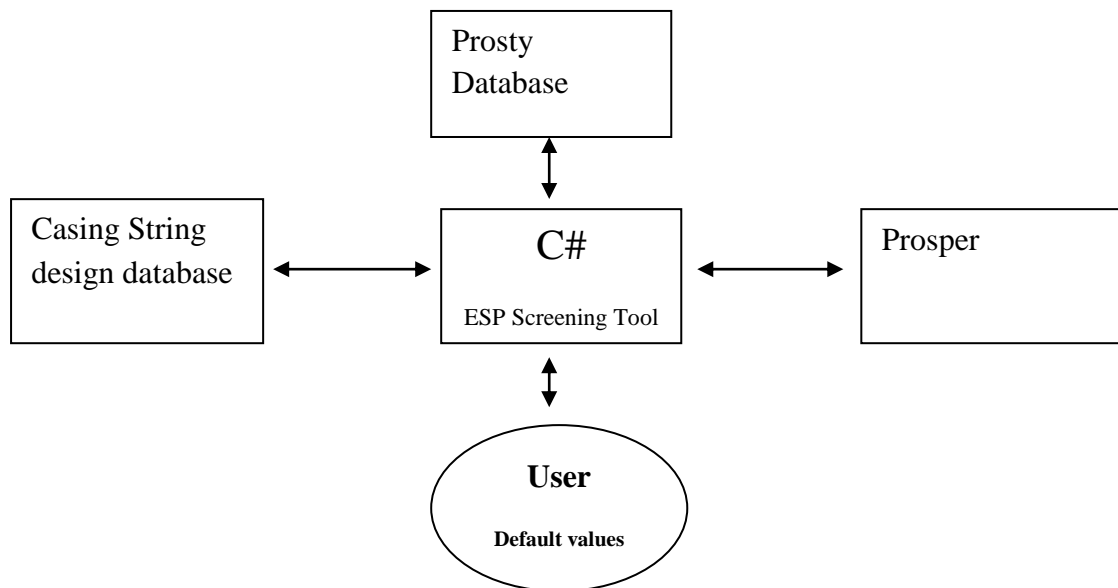 Prosty
Database
Casing String
design database
C#
ESP Screening Tool
Prosper
User
Default values